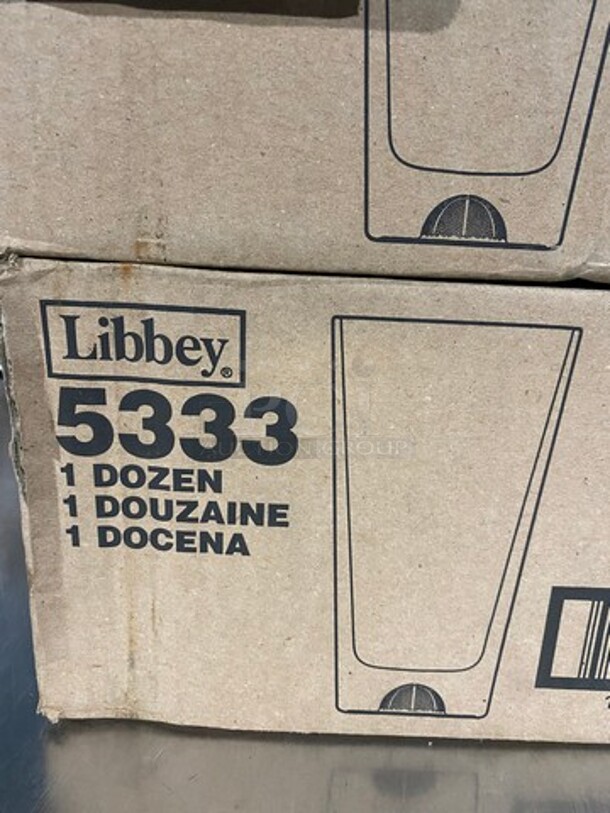 Libbey®
5333
1 DOZEN
1 DOUZAINE
1 DOCENA